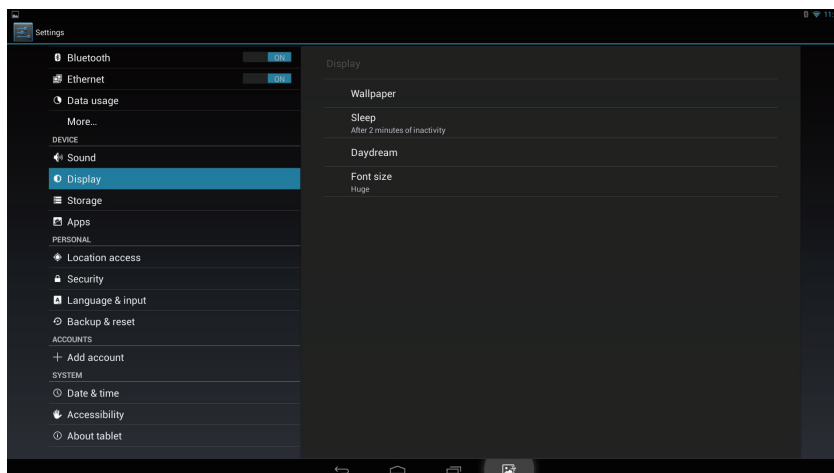 11:
Settings
Bluetooth ON
Ethernet ON
Data usage
More...
DEVICE
Sound
Display
Storage
Apps
PERSONAL
Location access
Security
Language & input
Backup & reset
ACCOUNTS
Add account
SYSTEM
Date & time
Accessibility
About tablet
Display
Wallpaper
Sleep
After 2 minutes of inactivity
Daydream
Font size
Huge